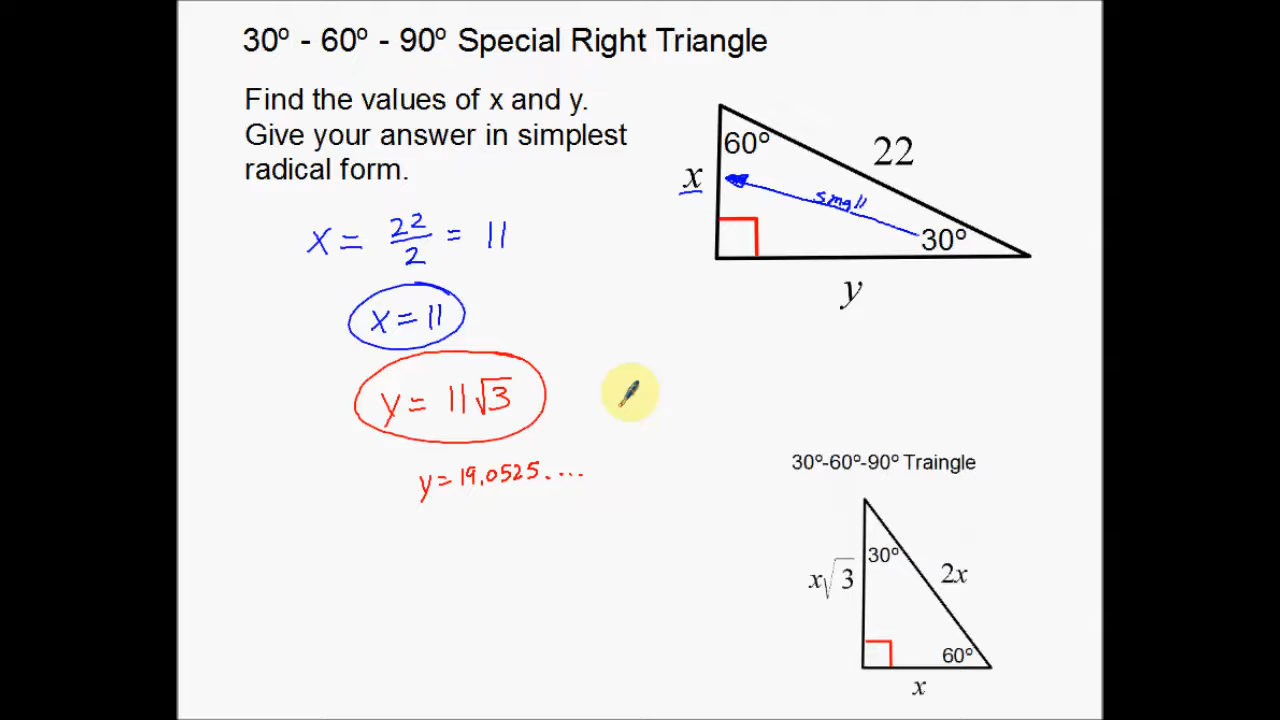 30º - 60º - 90º Special Right Triangle
Find the values of x and y.
Give your answer in simplest
radical form.
x = 22/2 = 11
x = 11
y = 11√3
y = 19.0525....
60º
22
x
small
30º
y
30º-60º-90º Traingle
30º
x√3
2x
60º
x